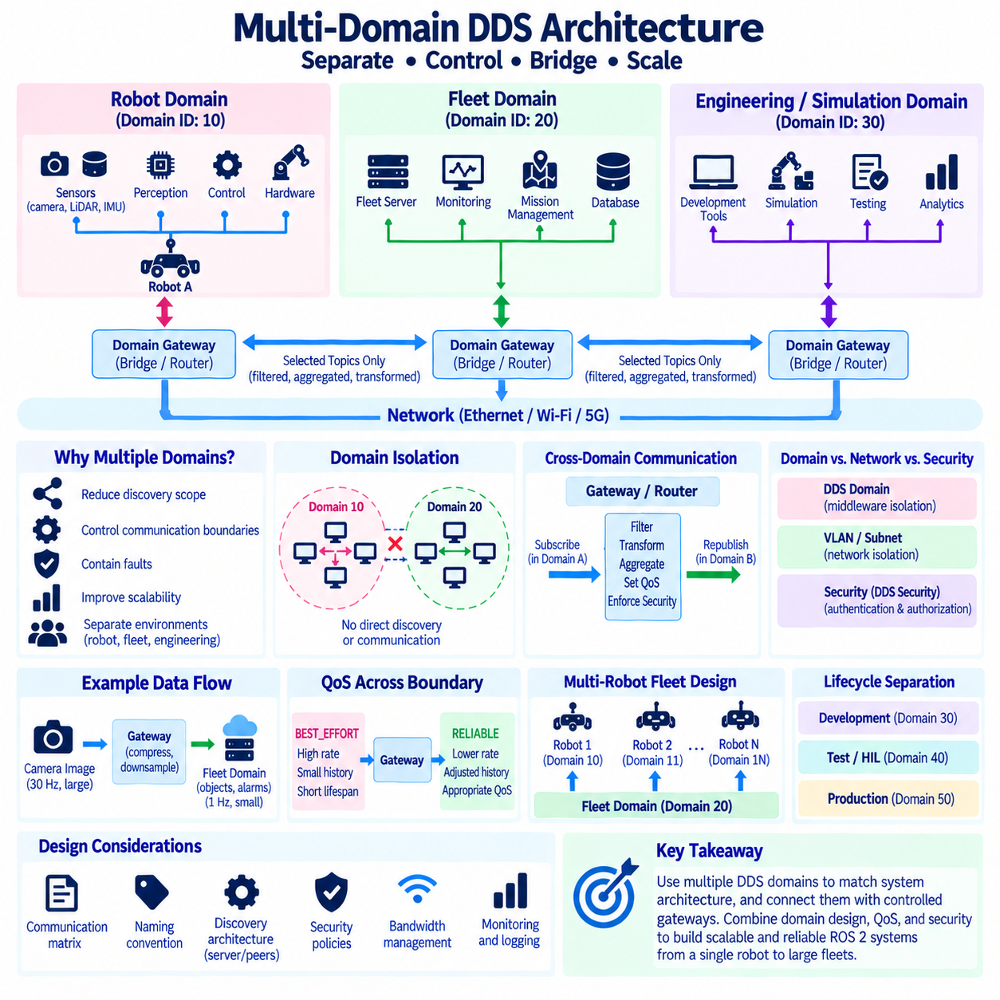 Multi-Domain DDS Architecture
Separate • Control • Bridge • Scale
Robot Domain
(Domain ID: 10)
Sensors
(camera, LiDAR, IMU)
Perception
Control
Hardware
Robot A
Fleet Domain
(Domain ID: 20)
Fleet Server
Monitoring
Mission
Management
Database
Engineering / Simulation Domain
(Domain ID: 30)
Development
Tools
Simulation
Testing
Analytics
Domain Gateway
(Bridge / Router)
Selected Topics Only
(filtered, aggregated, transformed)
Domain Gateway
(Bridge / Router)
Selected Topics Only
(filtered, aggregated, transformed)
Domain Gateway
(Bridge / Router)
Network (Ethernet / Wi-Fi / 5G)
Why Multiple Domains?
Reduce discovery scope
Control communication boundaries
Contain faults
Improve scalability
Separate environments
(robot, fleet, engineering)
Domain Isolation
Domain 10
Domain 20
No direct discovery
or communication
Cross-Domain Communication
Gateway / Router
Subscribe
(in Domain A)
Filter
Transform
Aggregate
Set QoS
Enforce Security
Republish
(in Domain B)
Domain vs. Network vs. Security
DDS Domain
(middleware isolation)
VLAN / Subnet
(network isolation)
Security (DDS Security)
(authentication & authorization)
Example Data Flow
Camera Image
(30 Hz, large)
Gateway
(compress,
downsample)
Fleet Domain
(objects, alarms)
(1 Hz, small)
QoS Across Boundary
BEST_EFFORT
High rate
Small history
Short lifespan
Gateway
RELIABLE
Lower rate
Adjusted history
Appropriate QoS
Multi-Robot Fleet Design
Robot 1
(Domain 10)
Robot 2
(Domain 11)
...
Robot N
(Domain 1N)
Fleet Domain (Domain 20)
Lifecycle Separation
Development (Domain 30)
Test / HIL (Domain 40)
Production (Domain 50)
Design Considerations
Communication
matrix
Naming
convention
Discovery
architecture
(server/peers)
Security
policies
Bandwidth
management
Monitoring
and logging
Key Takeaway
Use multiple DDS domains to match system
architecture, and connect them with controlled
gateways. Combine domain design, QoS, and security
to build scalable and reliable ROS 2 systems
from a single robot to large fleets.